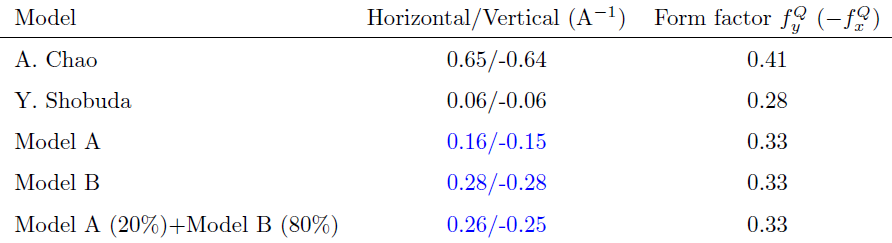 Model Horizontal/Vertical (A⁻¹) Form factor f_y^Q (−f_x^Q)
A. Chao 0.65/-0.64 0.41
Y. Shobuda 0.06/-0.06 0.28
Model A 0.16/-0.15 0.33
Model B 0.28/-0.28 0.33
Model A (20%)+Model B (80%) 0.26/-0.25 0.33